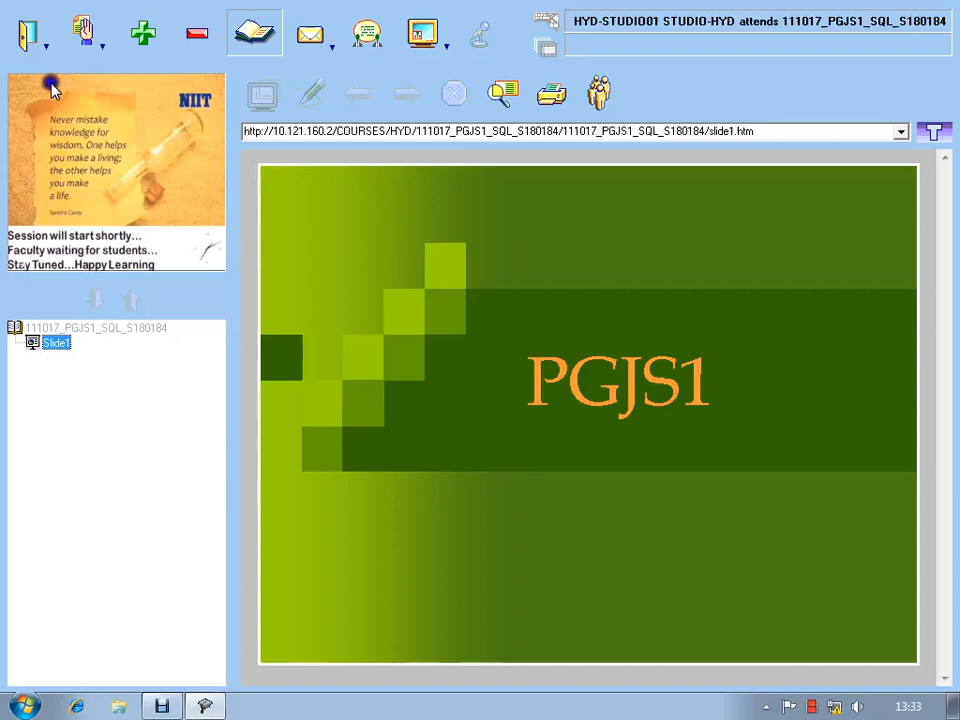 HYD-STUDIO01 STUDIO-HYD attends 111017_PGJS1_SQL_S180184
NIIT
Never mistake
knowledge for
wisdom. One helps
you make a living;
the other helps
you make
a life.
Sandra Carey
Session will start shortly...
Faculty waiting for students...
Stay Tuned...Happy Learning
http://10.121.160.2/COURSES/HYD/111017_PGJS1_SQL_S180184/111017_PGJS1_SQL_S180184/slide1.htm
T
111017_PGJS1_SQL_S180184
Slide1
PGJS1
13:33